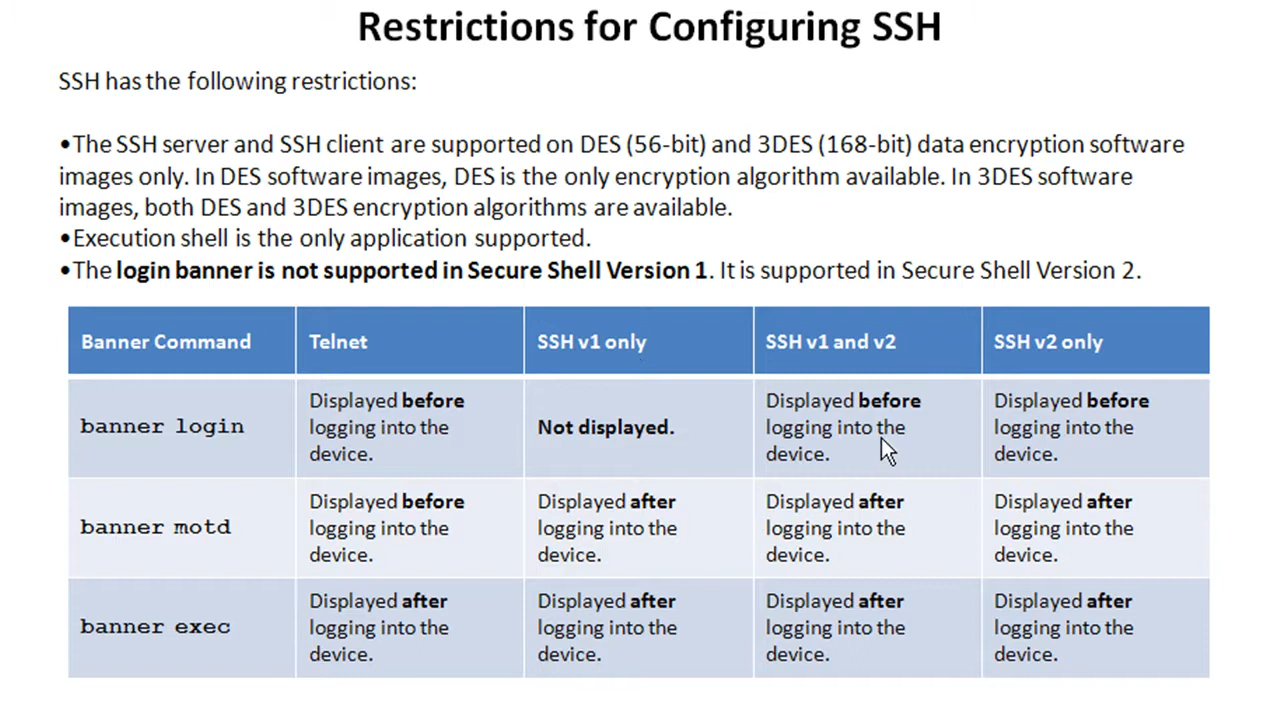 Restrictions for Configuring SSH
SSH has the following restrictions:
•The SSH server and SSH client are supported on DES (56-bit) and 3DES (168-bit) data encryption software
images only. In DES software images, DES is the only encryption algorithm available. In 3DES software
images, both DES and 3DES encryption algorithms are available.
•Execution shell is the only application supported.
•The login banner is not supported in Secure Shell Version 1. It is supported in Secure Shell Version 2.
Banner Command Telnet SSH v1 only SSH v1 and v2 SSH v2 only
banner login
Displayed before
logging into the
device.
Not displayed.
Displayed before
logging into the
device.
Displayed before
logging into the
device.
banner motd
Displayed before
logging into the
device.
Displayed after
logging into the
device.
Displayed after
logging into the
device.
Displayed after
logging into the
device.
banner exec
Displayed after
logging into the
device.
Displayed after
logging into the
device.
Displayed after
logging into the
device.
Displayed after
logging into the
device.